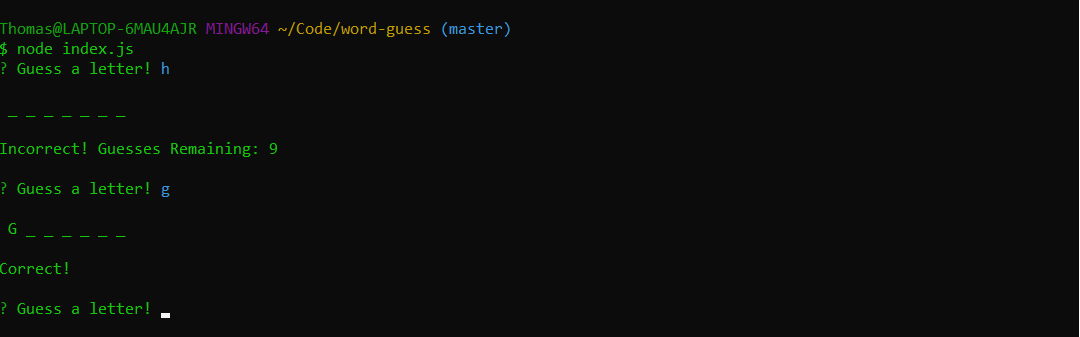 Thomas@LAPTOP-6MAU4AJR MINGW64 ~/Code/word-guess (master)
$ node index.js
? Guess a letter! h
_ _ _ _ _ _ _
Incorrect! Guesses Remaining: 9
? Guess a letter! g
G _ _ _ _ _ _
Correct!
? Guess a letter!